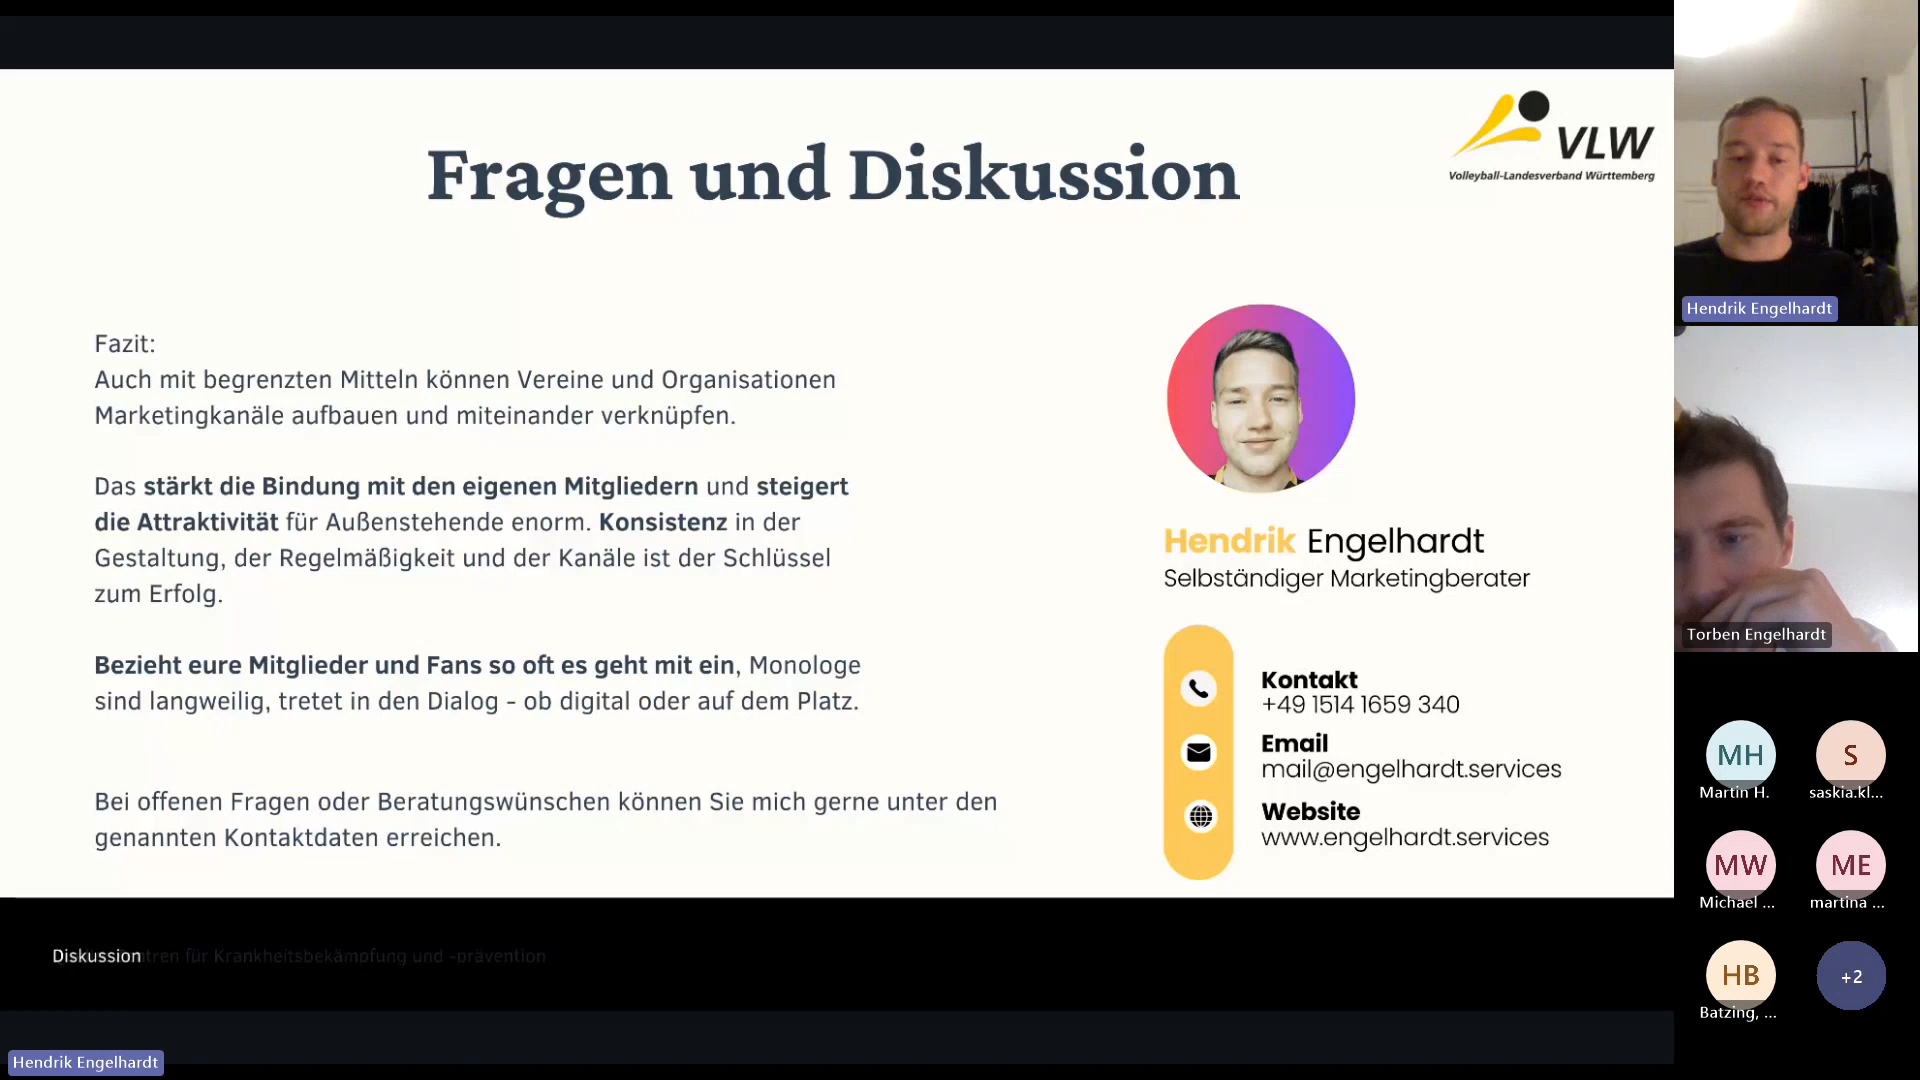 Fragen und Diskussion
VLW
Volleyball-Landesverband Württemberg
Fazit:
Auch mit begrenzten Mitteln können Vereine und Organisationen
Marketingkanäle aufbauen und miteinander verknüpfen.
Das stärkt die Bindung mit den eigenen Mitgliedern und steigert
die Attraktivität für Außenstehende enorm. Konsistenz in der
Gestaltung, der Regelmäßigkeit und der Kanäle ist der Schlüssel
zum Erfolg.
Bezieht eure Mitglieder und Fans so oft es geht mit ein, Monologe
sind langweilig, tretet in den Dialog - ob digital oder auf dem Platz.
Bei offenen Fragen oder Beratungswünschen können Sie mich gerne unter den
genannten Kontaktdaten erreichen.
Hendrik Engelhardt
Selbständiger Marketingberater
Kontakt
+49 1514 1659 340
Email
mail@engelhardt.services
Website
www.engelhardt.services
Diskussion
für Krankheitsbekämpfung und -prävention
Hendrik Engelhardt
Hendrik Engelhardt
Torben Engelhardt
MH
Martin H.
S
saskia.kl...
MW
Michael ...
ME
martina ...
HB
Batzing, ...
+2